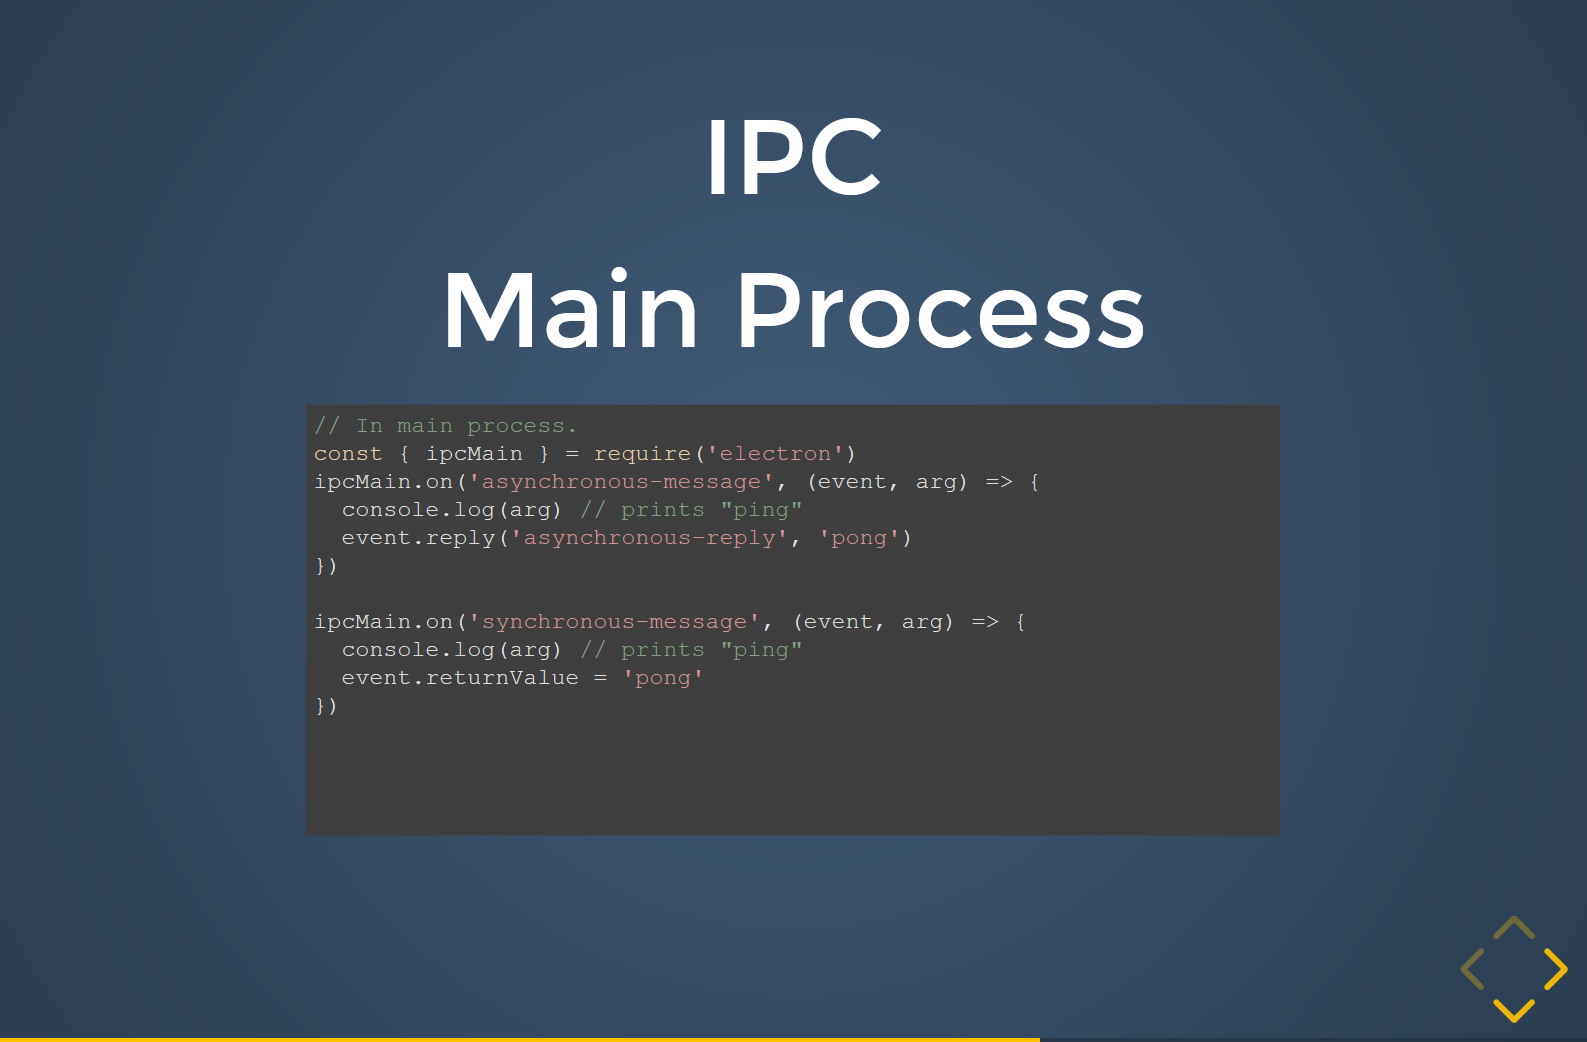 IPC
Main Process
// In main process.
const { ipcMain } = require('electron')
ipcMain.on('asynchronous-message', (event, arg) => {
  console.log(arg) // prints "ping"
  event.reply('asynchronous-reply', 'pong')
})

ipcMain.on('synchronous-message', (event, arg) => {
  console.log(arg) // prints "ping"
  event.returnValue = 'pong'
})